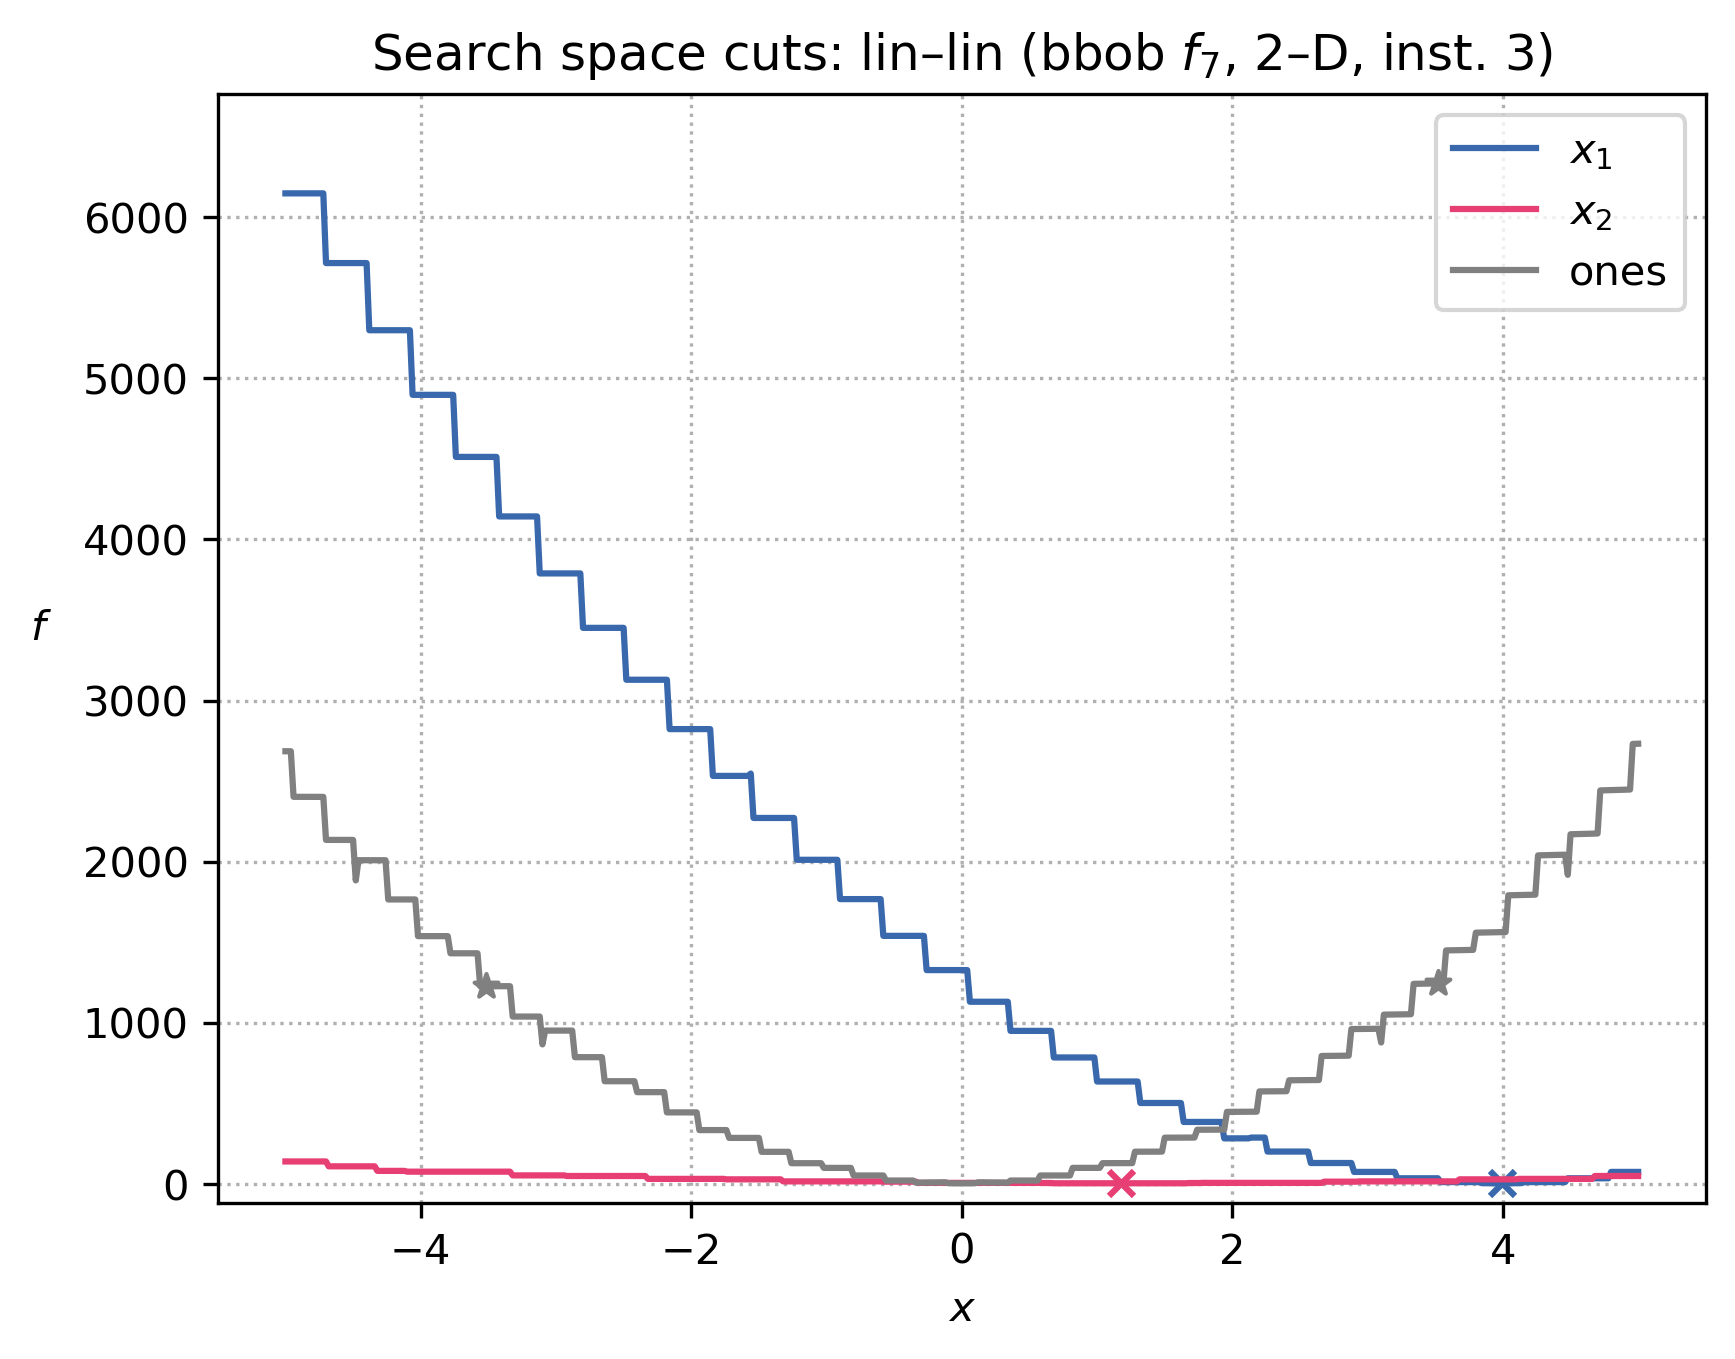 Search space cuts: lin–lin (bbob f₇, 2–D, inst. 3)
x₁
x₂
ones
6000
5000
4000
3000
2000
1000
0
f
−4 −2 0 2 4
x